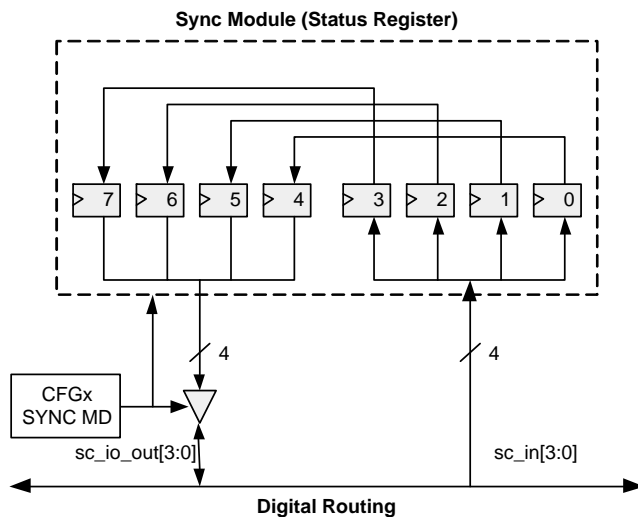 Sync Module (Status Register)
7 6 5 4 3 2 1 0
4 4
CFGx
SYNC MD
sc_io_out[3:0] sc_in[3:0]
Digital Routing